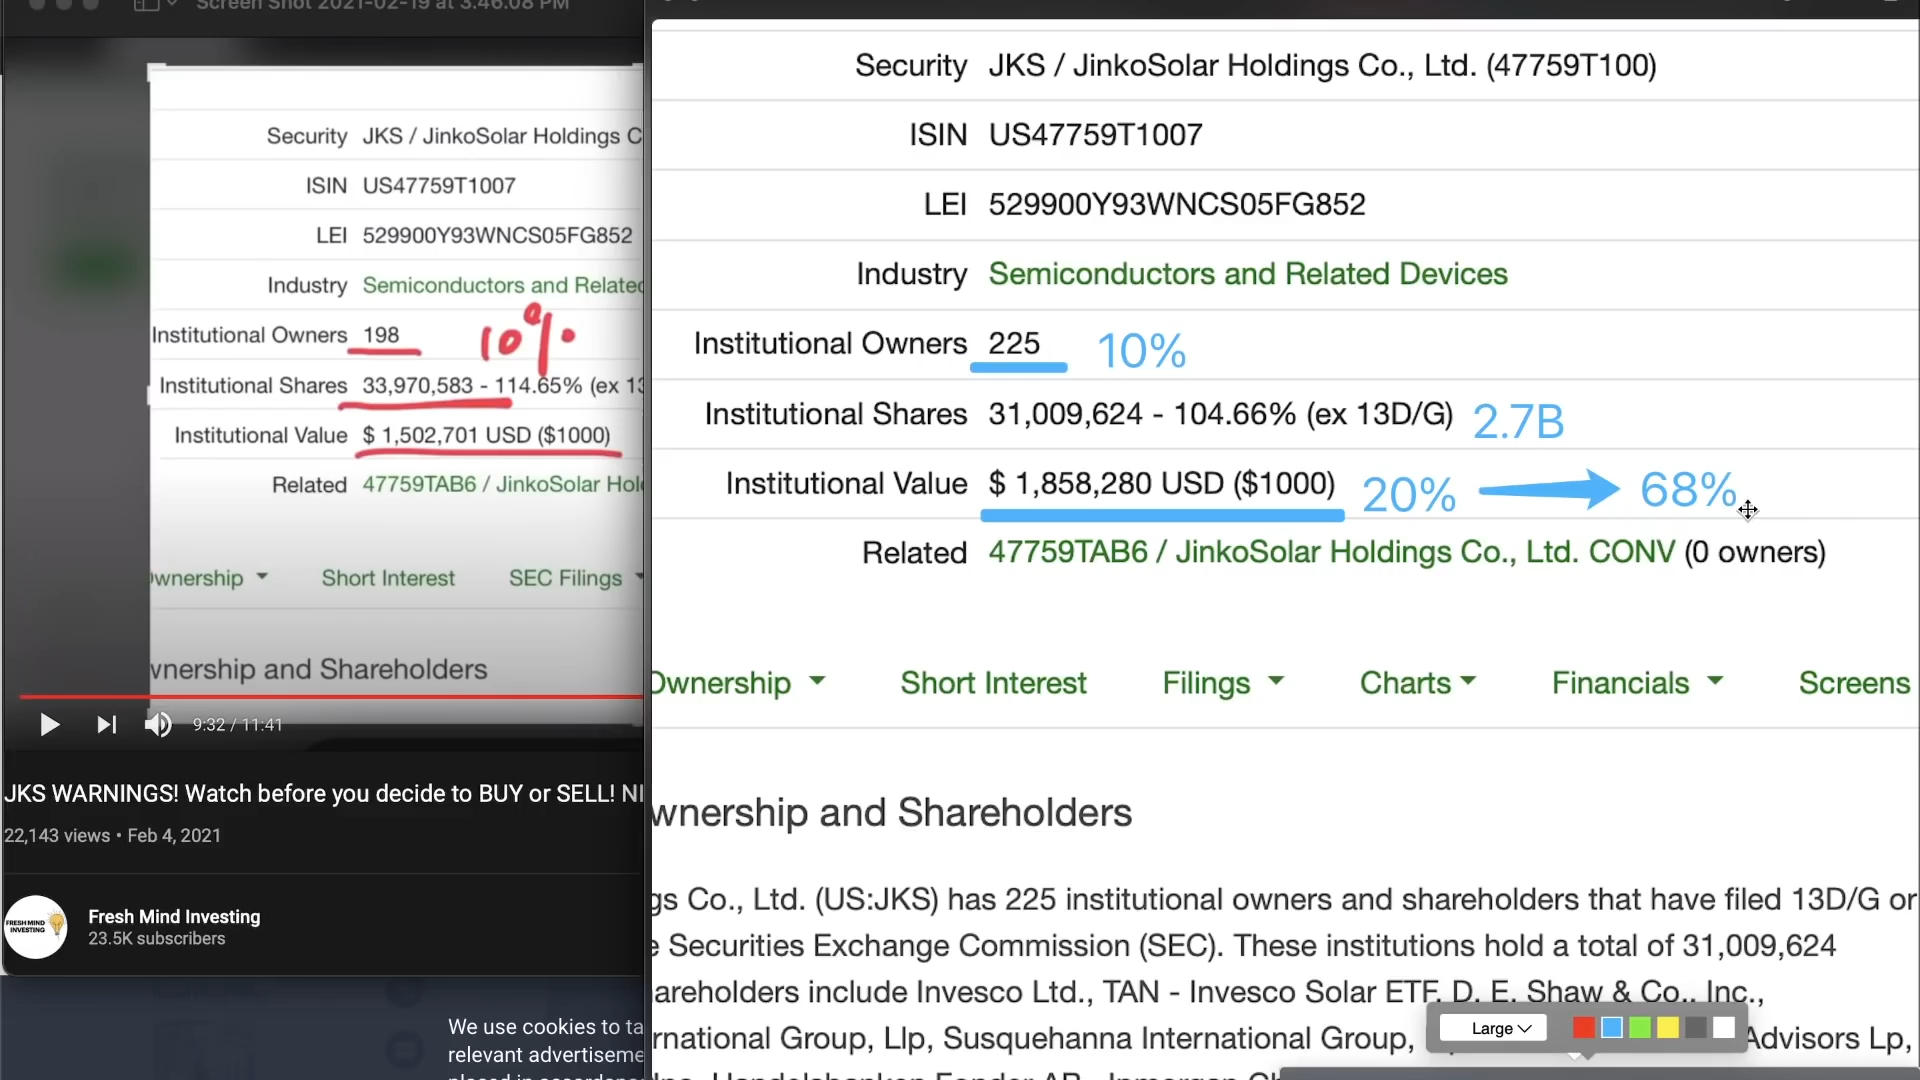 Screen Shot 2021-02-19 at 3.46.08 PM
Security JKS / JinkoSolar Holdings C
ISIN US47759T1007
LEI 529900Y93WNCS05FG852
Industry Semiconductors and Related
Institutional Owners 198 10%
Institutional Shares 33,970,583 - 114.65% (ex 13
Institutional Value $ 1,502,701 USD ($1000)
Related 47759TAB6 / JinkoSolar Hol
Ownership Short Interest SEC Filings
wnership and Shareholders
9:32 / 11:41
JKS WARNINGS! Watch before you decide to BUY or SELL! NI
22,143 views • Feb 4, 2021
FRESH MIND INVESTING
Fresh Mind Investing
23.5K subscribers
We use cookies to ta
relevant advertiseme
Security JKS / JinkoSolar Holdings Co., Ltd. (47759T100)
ISIN US47759T1007
LEI 529900Y93WNCS05FG852
Industry Semiconductors and Related Devices
Institutional Owners 225 10%
Institutional Shares 31,009,624 - 104.66% (ex 13D/G) 2.7B
Institutional Value $ 1,858,280 USD ($1000) 20% 68%
Related 47759TAB6 / JinkoSolar Holdings Co., Ltd. CONV (0 owners)
Ownership Short Interest Filings Charts Financials Screens
wnership and Shareholders
gs Co., Ltd. (US:JKS) has 225 institutional owners and shareholders that have filed 13D/G or
e Securities Exchange Commission (SEC). These institutions hold a total of 31,009,624
areholders include Invesco Ltd., TAN - Invesco Solar ETF, D. E. Shaw & Co., Inc.,
rnational Group, Llp, Susquehanna International Group, Advisors Lp,
Large